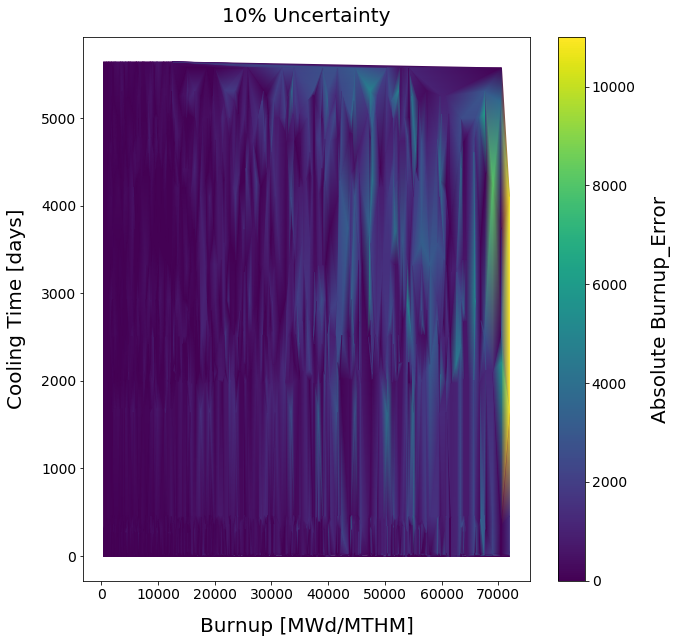 10% Uncertainty
Cooling Time [days]
5000
4000
3000
2000
1000
0
0 10000 20000 30000 40000 50000 60000 70000
Burnup [MWd/MTHM]
10000
8000
6000
4000
2000
0
Absolute Burnup_Error